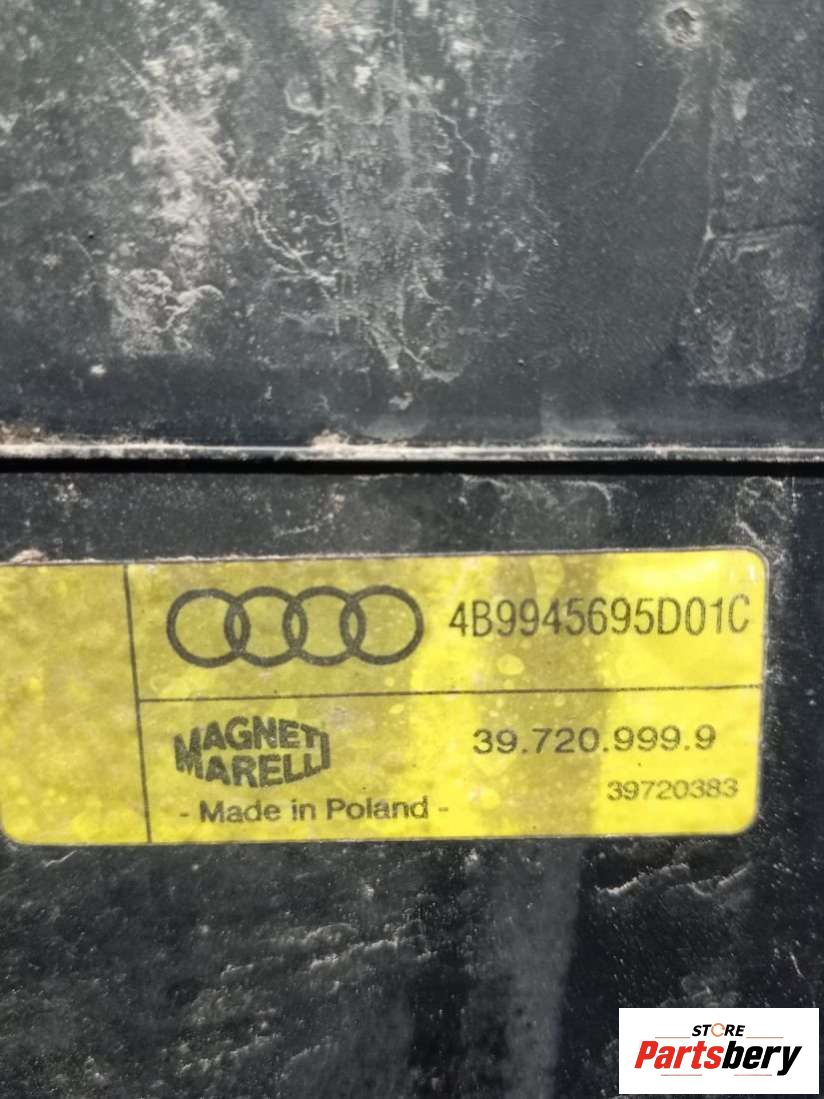 4B9945695D01C
MAGNETI
MARELLI
39.720.999.9
39720383
- Made in Poland -
STORE
Partsbery